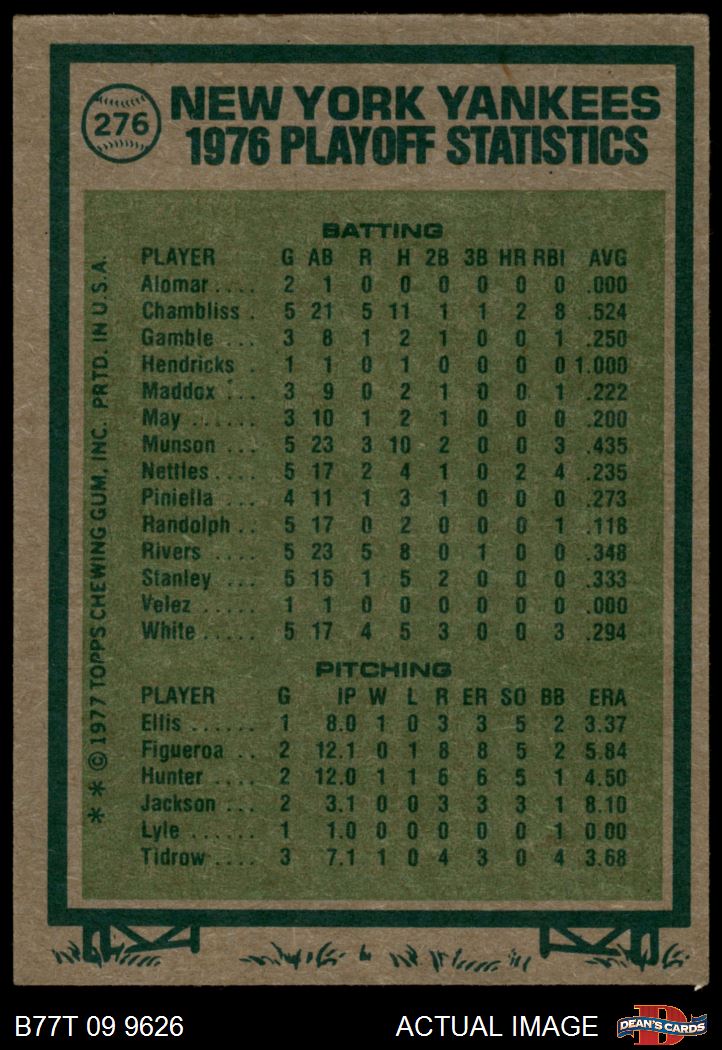 276
NEW YORK YANKEES
1976 PLAYOFF STATISTICS
BATTING
PLAYER G AB R H 2B 3B HR RBI AVG
Alomar.... 2 1 0 0 0 0 0 0 .000
Chambliss . 5 21 5 11 1 1 2 8 .524
Gamble ... 3 8 1 2 1 0 0 1 .250
Hendricks . 1 1 0 1 0 0 0 0 1.000
Maddox ... 3 9 0 2 1 0 0 1 .222
May ...... 3 10 1 2 1 0 0 0 .200
Munson ... 5 23 3 10 2 0 0 3 .435
Nettles.... 5 17 2 4 1 0 2 4 .235
Piniella ... 4 11 1 3 1 0 0 0 .273
Randolph .. 5 17 0 2 0 0 0 1 .118
Rivers .... 5 23 5 8 0 1 0 0 .348
Stanley ... 5 15 1 5 2 0 0 0 .333
Velez ..... 1 1 0 0 0 0 0 0 .000
White ..... 5 17 4 5 3 0 0 3 .294
PITCHING
PLAYER G IP W L R ER SO BB ERA
Ellis ...... 1 8.0 1 0 3 3 5 2 3.37
Figueroa .. 2 12.1 0 1 8 8 5 2 5.84
Hunter .... 2 12.0 1 1 6 6 5 1 4.50
Jackson ... 2 3.1 0 0 3 3 3 1 8.10
Lyle ...... 1 1.0 0 0 0 0 0 1 0.00
Tidrow .... 3 7.1 1 0 4 3 0 4 3.68
* * © 1977 TOPPS CHEWING GUM, INC. PRTD. IN U.S.A.
B77T 09 9626
ACTUAL IMAGE
D
DEAN'S CARDS